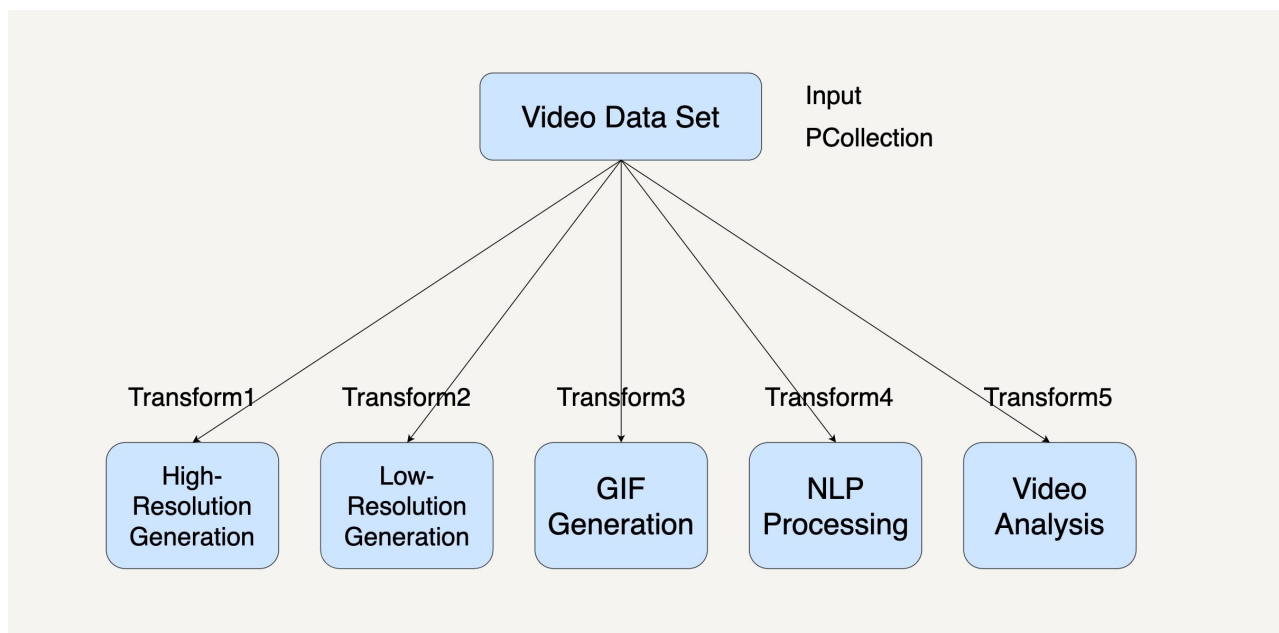 Video Data Set
Input
PCollection
Transform1
Transform2
Transform3
Transform4
Transform5
High-
Resolution
Generation
Low-
Resolution
Generation
GIF
Generation
NLP
Processing
Video
Analysis